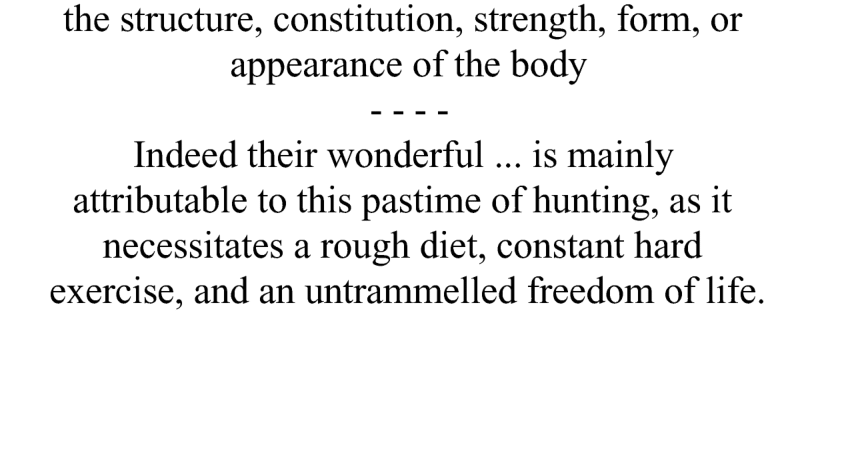 the structure, constitution, strength, form, or
appearance of the body
- - - -
Indeed their wonderful ... is mainly
attributable to this pastime of hunting, as it
necessitates a rough diet, constant hard
exercise, and an untrammelled freedom of life.